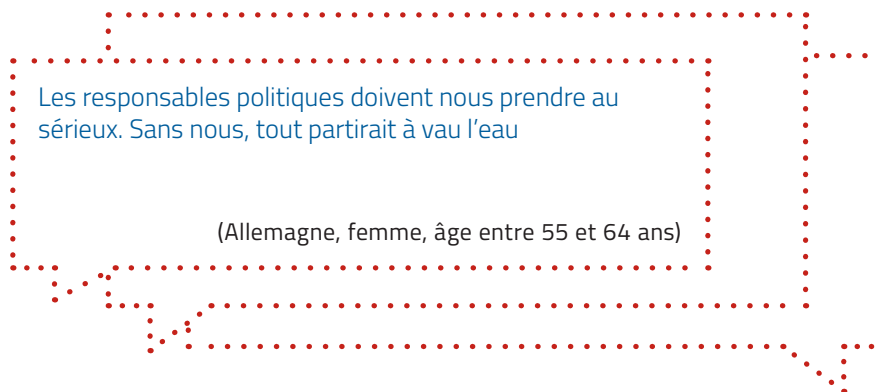 Les responsables politiques doivent nous prendre au
sérieux. Sans nous, tout partirait à vau l’eau
(Allemagne, femme, âge entre 55 et 64 ans)